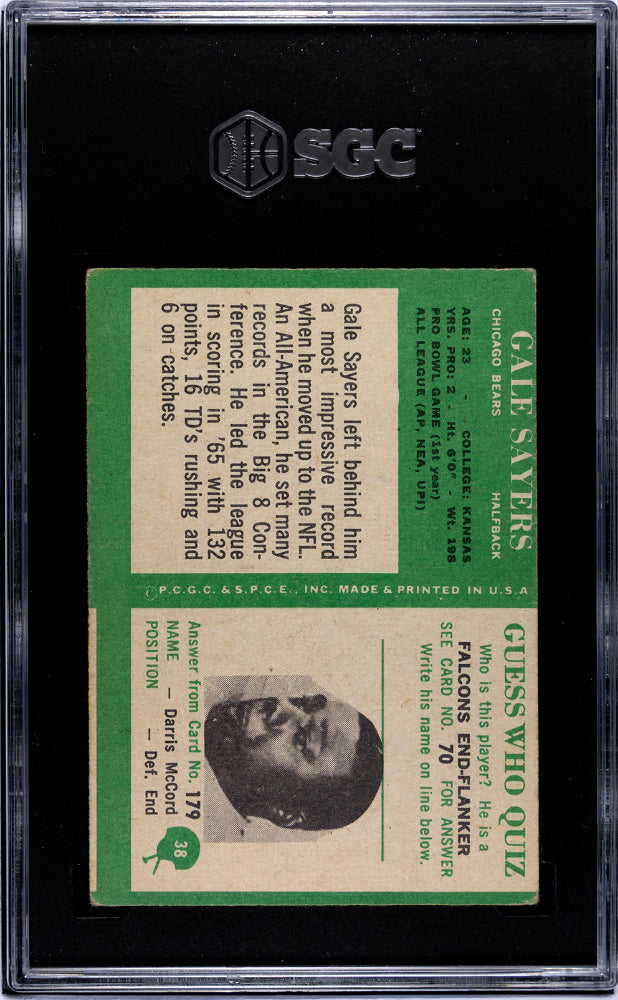 SGC
GALE SAYERS
CHICAGO BEARS HALFBACK
AGE: 23 - COLLEGE: KANSAS
YRS. PRO: 2 - Ht. 6'0" - Wt. 198
PRO BOWL GAME (1st year)
ALL LEAGUE (AP, NEA, UPI)
Gale Sayers left behind him
a most impressive record
when he moved up to the NFL.
An All-American, he set many
records in the Big 8 Con-
ference. He led the league
in scoring in '65 with 132
points, 16 TD's rushing and
6 on catches.
©P.C.G.C. & S.P.C.E., INC. MADE & PRINTED IN U.S.A
GUESS WHO QUIZ
Who is this player? He is a
FALCONS END-FLANKER
SEE CARD NO. 70 FOR ANSWER
Write his name on line below.
Answer from Card No. 179
NAME — Darris McCord
POSITION — Def. End
38